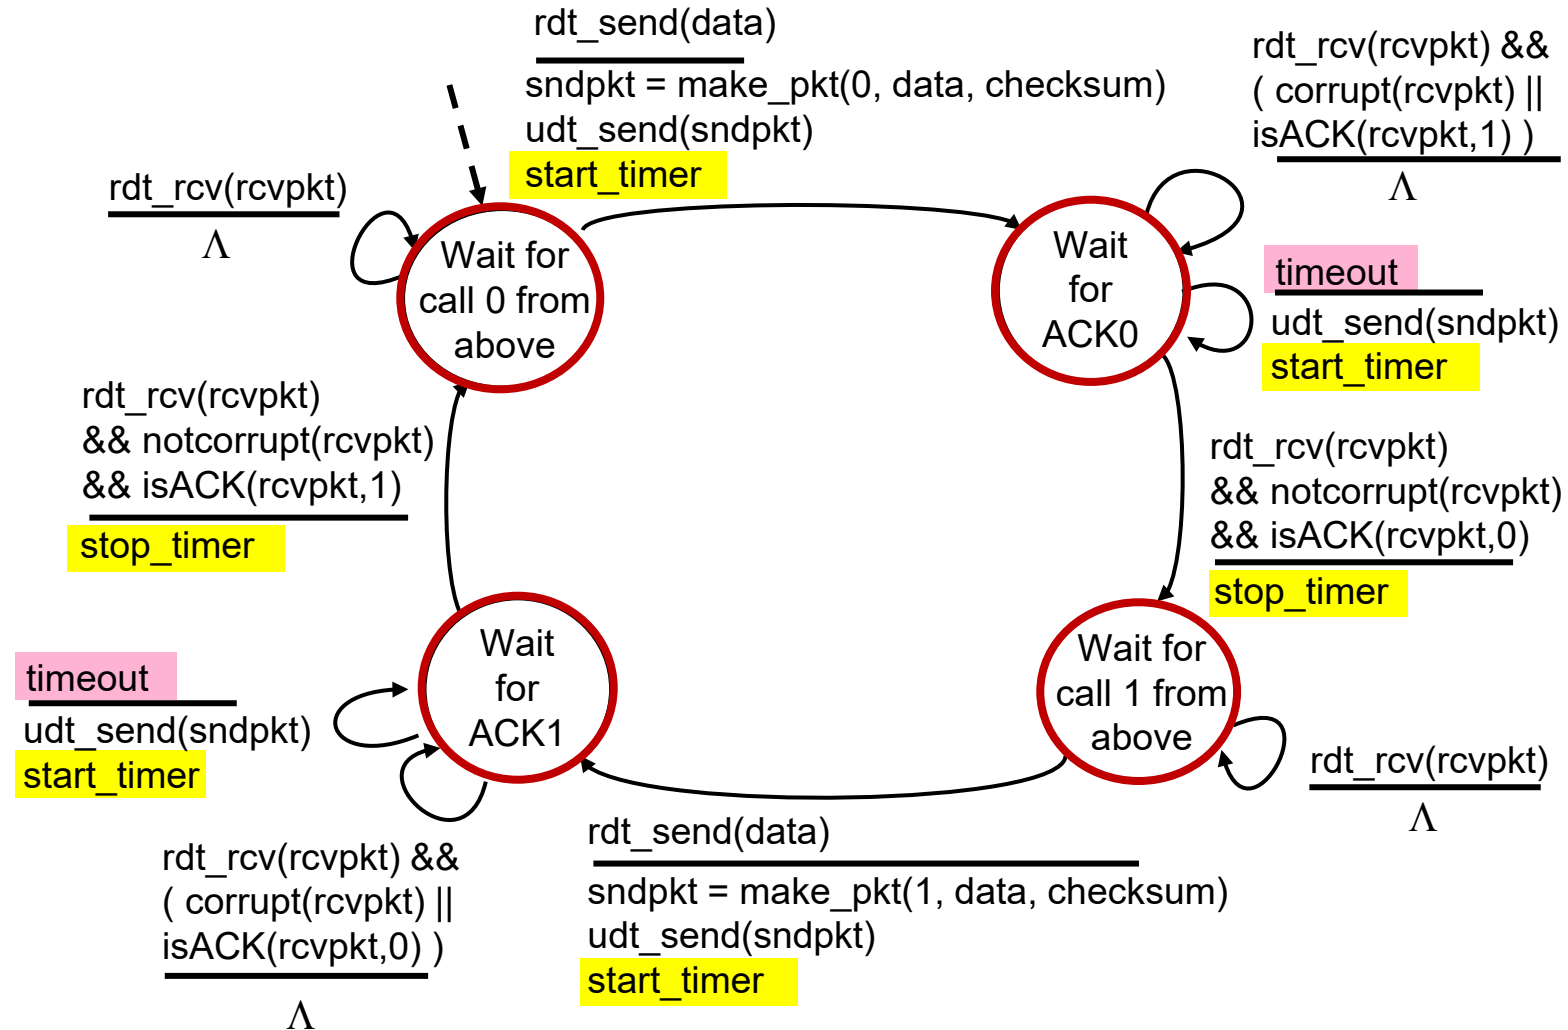 rdt_send(data)
sndpkt = make_pkt(0, data, checksum)
udt_send(sndpkt)
start_timer
rdt_rcv(rcvpkt) &&
( corrupt(rcvpkt) ||
isACK(rcvpkt,1) )
Λ
rdt_rcv(rcvpkt)
Λ
Wait for
call 0 from
above
Wait
for
ACK0
timeout
udt_send(sndpkt)
start_timer
rdt_rcv(rcvpkt)
&& notcorrupt(rcvpkt)
&& isACK(rcvpkt,1)
stop_timer
rdt_rcv(rcvpkt)
&& notcorrupt(rcvpkt)
&& isACK(rcvpkt,0)
stop_timer
Wait
for
ACK1
Wait for
call 1 from
above
timeout
udt_send(sndpkt)
start_timer
rdt_rcv(rcvpkt)
Λ
rdt_rcv(rcvpkt) &&
( corrupt(rcvpkt) ||
isACK(rcvpkt,0) )
Λ
rdt_send(data)
sndpkt = make_pkt(1, data, checksum)
udt_send(sndpkt)
start_timer